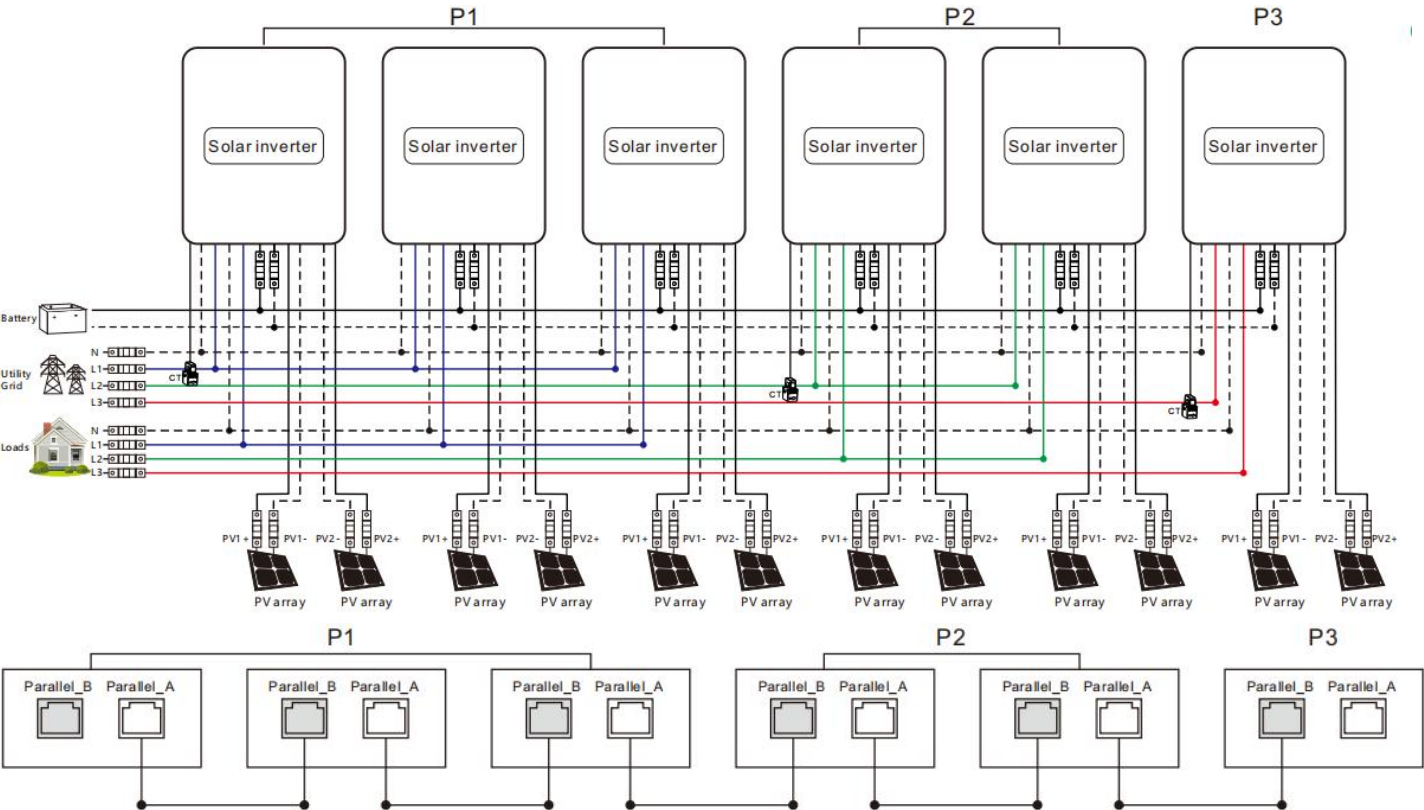 P1 P2 P3
Solar inverter Solar inverter Solar inverter Solar inverter Solar inverter Solar inverter
Battery
N
L1
CT
Utility
Grid
L2
CT
L3
CT
N
Loads
L1
L2
L3
PV1+ PV1- PV2- PV2+ PV1+ PV1- PV2- PV2+ PV1+ PV1- PV2- PV2+ PV1+ PV1- PV2- PV2+ PV1+ PV1- PV2- PV2+ PV1+ PV1- PV2- PV2+
PV array PV array PV array PV array PV array PV array PV array PV array PV array PV array PV array PV array
P1 P2 P3
Parallel_B Parallel_A Parallel_B Parallel_A Parallel_B Parallel_A Parallel_B Parallel_A Parallel_B Parallel_A Parallel_B Parallel_A